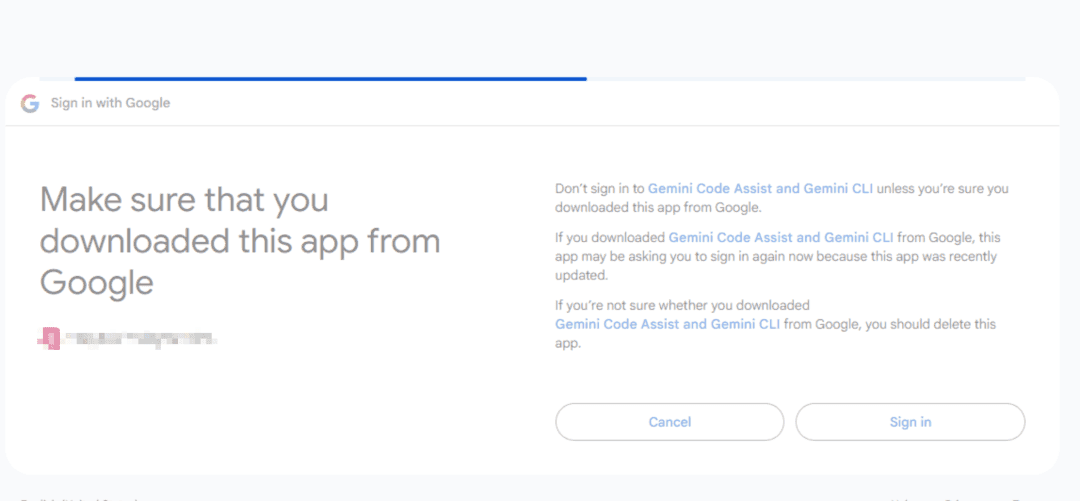 Sign in with Google
Make sure that you
downloaded this app from
Google
Don't sign in to Gemini Code Assist and Gemini CLI unless you're sure you
downloaded this app from Google.
If you downloaded Gemini Code Assist and Gemini CLI from Google, this
app may be asking you to sign in again now because this app was recently
updated.
If you're not sure whether you downloaded
Gemini Code Assist and Gemini CLI from Google, you should delete this
app.
Cancel
Sign in